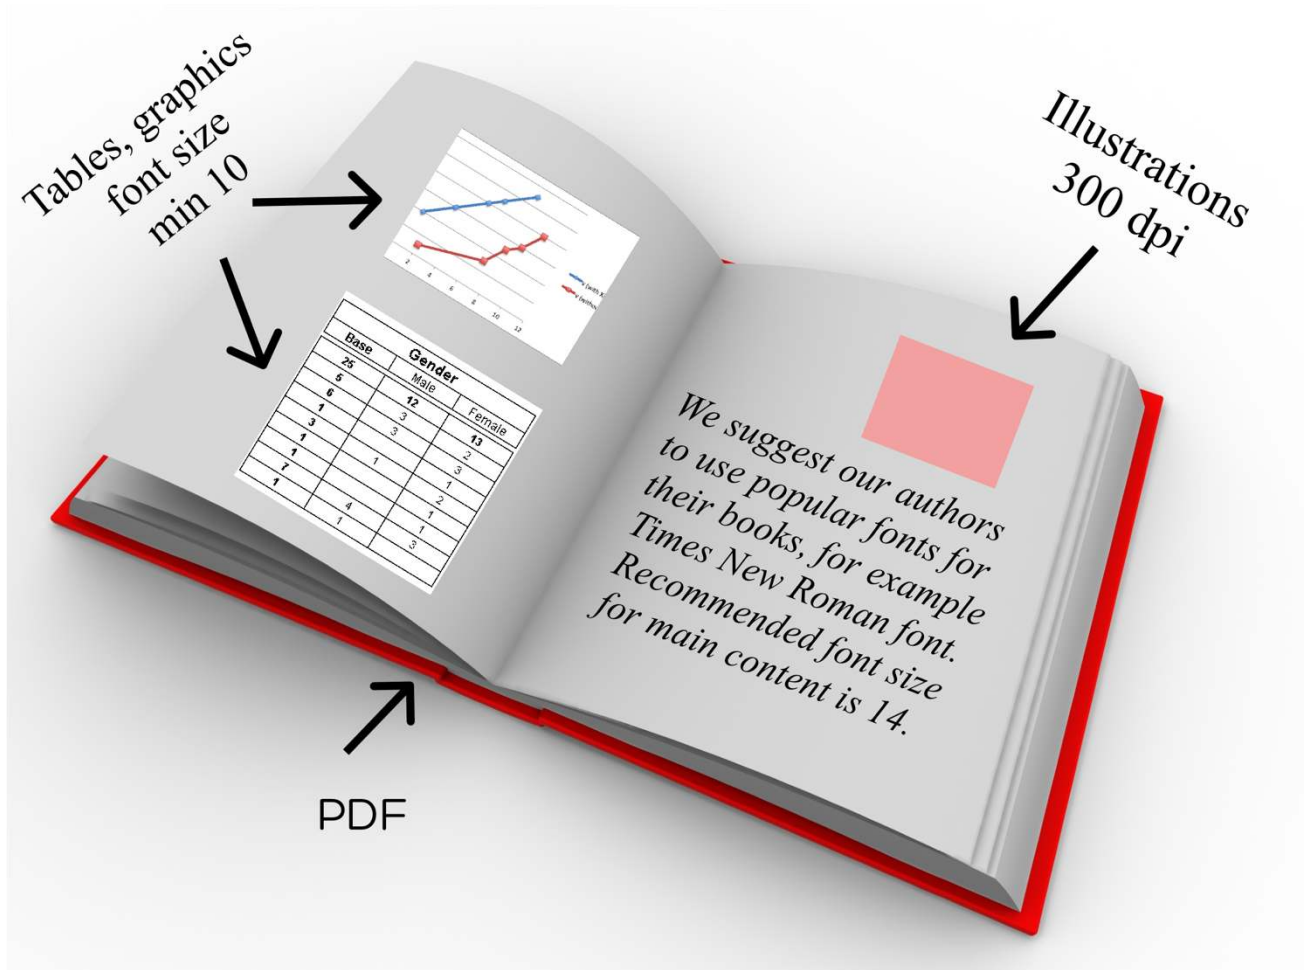 Tables, graphics
font size
min 10
Illustrations
300 dpi
2 4 6 8 10 12
(with
Gender
Base Male Female
25 12 13
5 3 2
6 3 3
1 1
3 1 2
1 1
1 1
7 4 3
1 1
We suggest our authors
to use popular fonts for
their books, for example
Times New Roman font.
Recommended font size
for main content is 14.
PDF